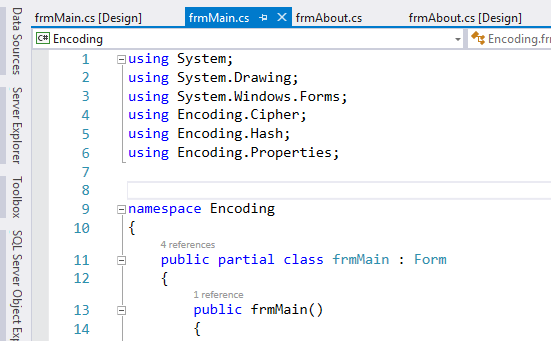 frmMain.cs [Design] frmMain.cs frmAbout.cs frmAbout.cs [Design]
C# Encoding Encoding.fr
Data Sources
Server Explorer
Toolbox
SQL Server Object Exp
1 using System;
2 using System.Drawing;
3 using System.Windows.Forms;
4 using Encoding.Cipher;
5 using Encoding.Hash;
6 using Encoding.Properties;
7
8
9 namespace Encoding
10 {
4 references
11 public partial class frmMain : Form
12 {
1 reference
13 public frmMain()
14 {